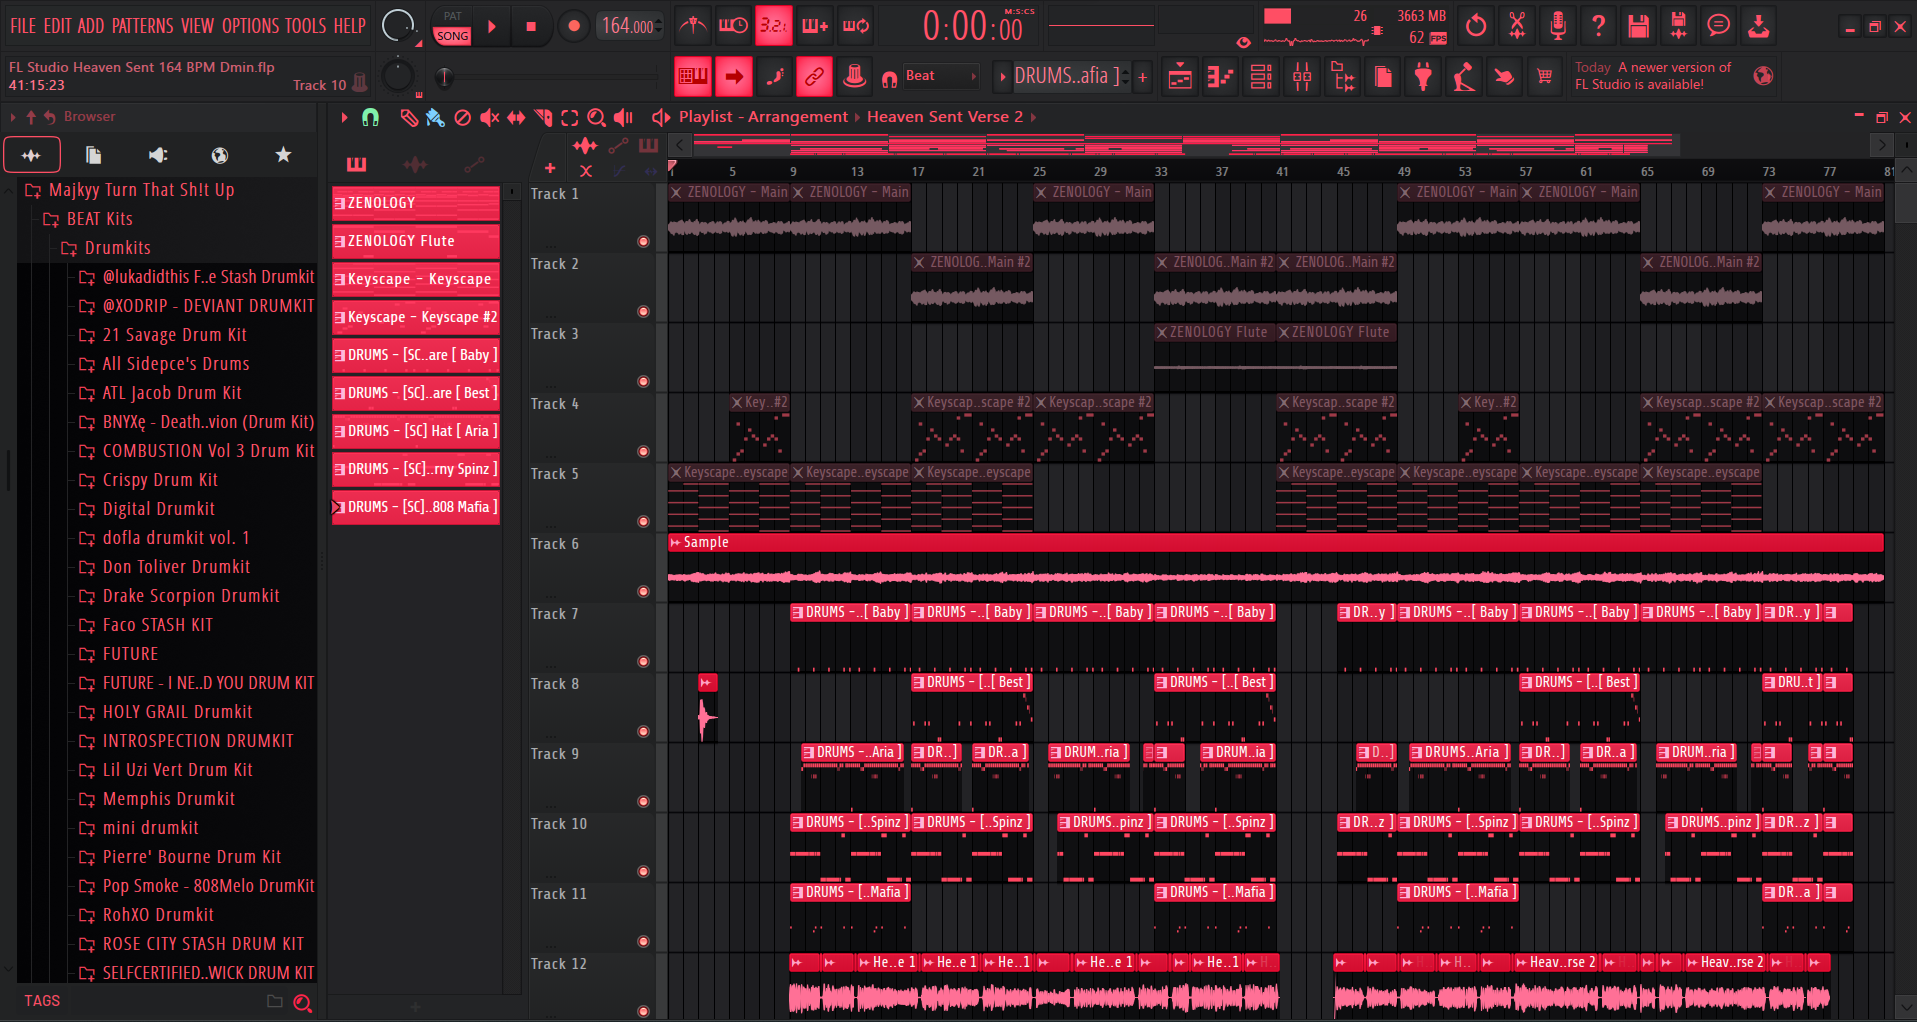 FILE EDIT ADD PATTERNS VIEW OPTIONS TOOLS HELP
PAT
SONG
164.000
3.2.
0:00:00
M:S:CS
26
3663 MB
62 FPS
FL Studio Heaven Sent 164 BPM Dmin.flp
41:15:23
Track 10
Beat
DRUMS..afia ]
Today A newer version of
FL Studio is available!
Browser
Playlist - Arrangement
Heaven Sent Verse 2
1 5 9 13 17 21 25 29 33 37 41 45 49 53 57 61 65 69 73 77 81
Majkyy Turn That Sh!t Up
BEAT Kits
Drumkits
@lukadidthis F..e Stash Drumkit
@XODRIP - DEVIANT DRUMKIT
21 Savage Drum Kit
All Sidepce's Drums
ATL Jacob Drum Kit
BNYXę - Death..vion (Drum Kit)
COMBUSTION Vol 3 Drum Kit
Crispy Drum Kit
Digital Drumkit
dofla drumkit vol. 1
Don Toliver Drumkit
Drake Scorpion Drumkit
Faco STASH KIT
FUTURE
FUTURE - I NE..D YOU DRUM KIT
HOLY GRAIL Drumkit
INTROSPECTION DRUMKIT
Lil Uzi Vert Drum Kit
Memphis Drumkit
mini drumkit
Pierre' Bourne Drum Kit
Pop Smoke - 808Melo DrumKit
RohXO Drumkit
ROSE CITY STASH DRUM KIT
SELFCERTIFIED..WICK DRUM KIT
TAGS
ZENOLOGY
ZENOLOGY Flute
Keyscape - Keyscape
Keyscape - Keyscape #2
DRUMS - [SC..are [ Baby ]
DRUMS - [SC]..are [ Best ]
DRUMS - [SC] Hat [ Aria ]
DRUMS - [SC]..rny Spinz ]
DRUMS - [SC]..808 Mafia ]
Track 1
ZENOLOGY - Main ZENOLOGY - Main ZENOLOGY - Main ZENOLOGY - Main ZENOLOGY - Main ZENOLOGY - Main
Track 2
ZENOLOG..Main #2 ZENOLOG..Main #2 ZENOLOG..Main #2 ZENOLOG..Main #2
Track 3
ZENOLOGY Flute ZENOLOGY Flute
Track 4
Key..#2 Keyscap..scape #2 Keyscap..scape #2 Keyscap..scape #2 Key..#2 Keyscap..scape #2 Keyscap..scape #2
Track 5
Keyscape..eyscape Keyscape..eyscape Keyscape..eyscape Keyscape..eyscape Keyscape..eyscape Keyscape..eyscape Keyscape..eyscape
Track 6
Sample
Track 7
DRUMS -..[ Baby ] DRUMS -..[ Baby ] DRUMS -..[ Baby ] DRUMS -..[ Baby ] DR..y ] DRUMS -..[ Baby ] DRUMS -..[ Baby ] DRUMS -..[ Baby ] DR..y ]
Track 8
DRUMS - [..[ Best ] DRUMS - [..[ Best ] DRUMS - [..[ Best ] DRU..t ]
Track 9
DRUMS -..Aria ] DR..] DR..a ] DRUM..ria ] DRUM..ia ] D..] DRUMS..Aria ] DR..] DR..a ] DRUM..ria ]
Track 10
DRUMS - [..Spinz ] DRUMS - [..Spinz ] DRUMS..pinz ] DRUMS - [..Spinz ] DR..z ] DRUMS - [..Spinz ] DRUMS - [..Spinz ] DRUMS..pinz ] DR..z ]
Track 11
DRUMS - [..Mafia ] DRUMS - [..Mafia ] DRUMS - [..Mafia ] DR..a ]
Track 12
He..e 1 He..e 1 He..1 He..e 1 He..1 H.. H.. Heav..rse 2 Heav..rse 2